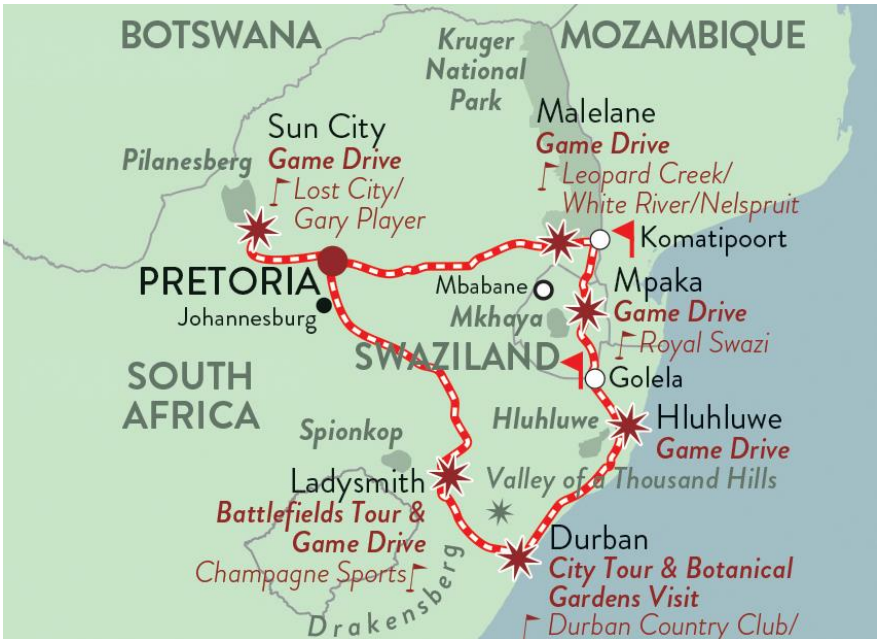 BOTSWANA
MOZAMBIQUE
Kruger
National
Park
Sun City
Game Drive
Lost City/
Gary Player
Pilanesberg
Malelane
Game Drive
Leopard Creek/
White River/Nelspruit
Komatipoort
PRETORIA
Johannesburg
Mbabane
Mkhaya
Mpaka
Game Drive
Royal Swazi
SWAZILAND
Golela
SOUTH
AFRICA
Spionkop
Hluhluwe
Hluhluwe
Game Drive
Ladysmith
Battlefields Tour &
Game Drive
Champagne Sports
Valley of a Thousand Hills
Drakensberg
Durban
City Tour & Botanical
Gardens Visit
Durban Country Club/